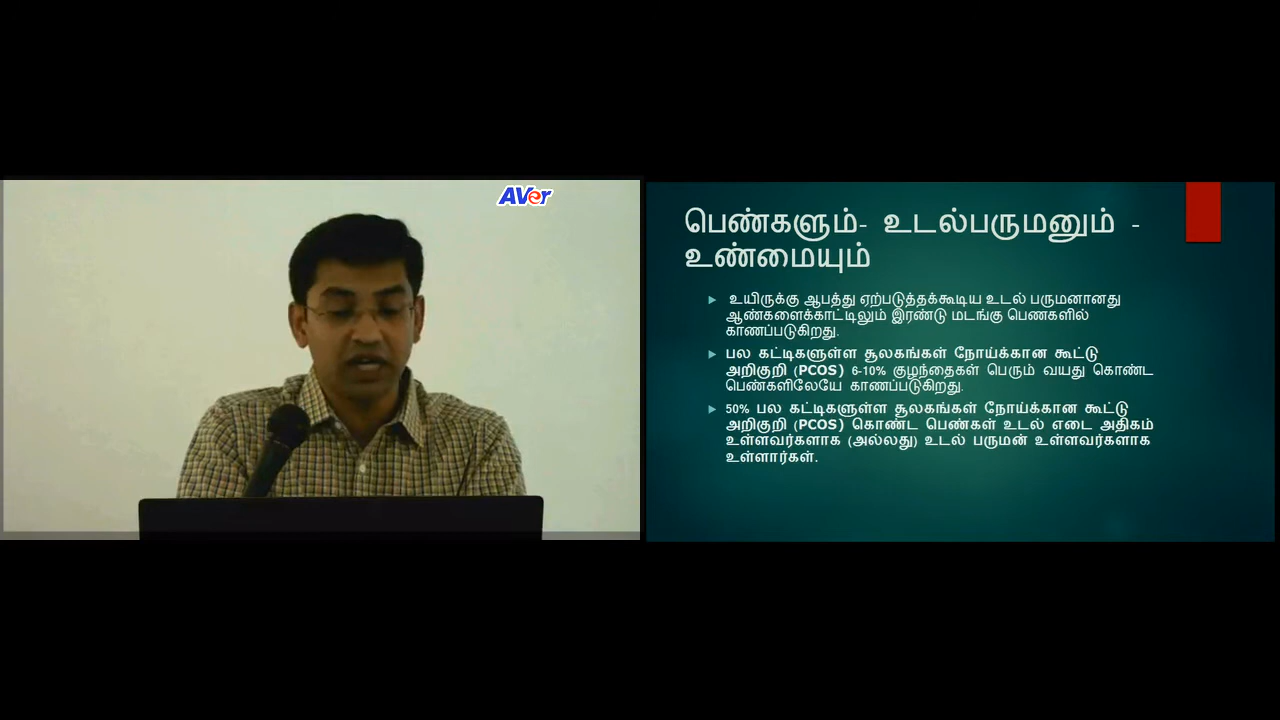 AVer
பெண்களும்- உடல்பருமனும் -
உண்மையும்
உயிருக்கு ஆபத்து ஏற்படுத்தக்கூடிய உடல் பருமனானது
ஆண்களைக்காட்டிலும் இரண்டு மடங்கு பெணகளில்
காணப்படுகிறது.
பல கட்டிகளுள்ள சூலகங்கள் நோய்க்கான கூட்டு
அறிகுறி (PCOS) 6-10% குழந்தைகள் பெரும் வயது கொண்ட
பெண்களிலேயே காணப்படுகிறது.
50% பல கட்டிகளுள்ள சூலகங்கள் நோய்க்கான கூட்டு
அறிகுறி (PCOS) கொண்ட பெண்கள் உடல் எடை அதிகம்
உள்ளவர்களாக (அல்லது) உடல் பருமன் உள்ளவர்களாக
உள்ளார்கள்.